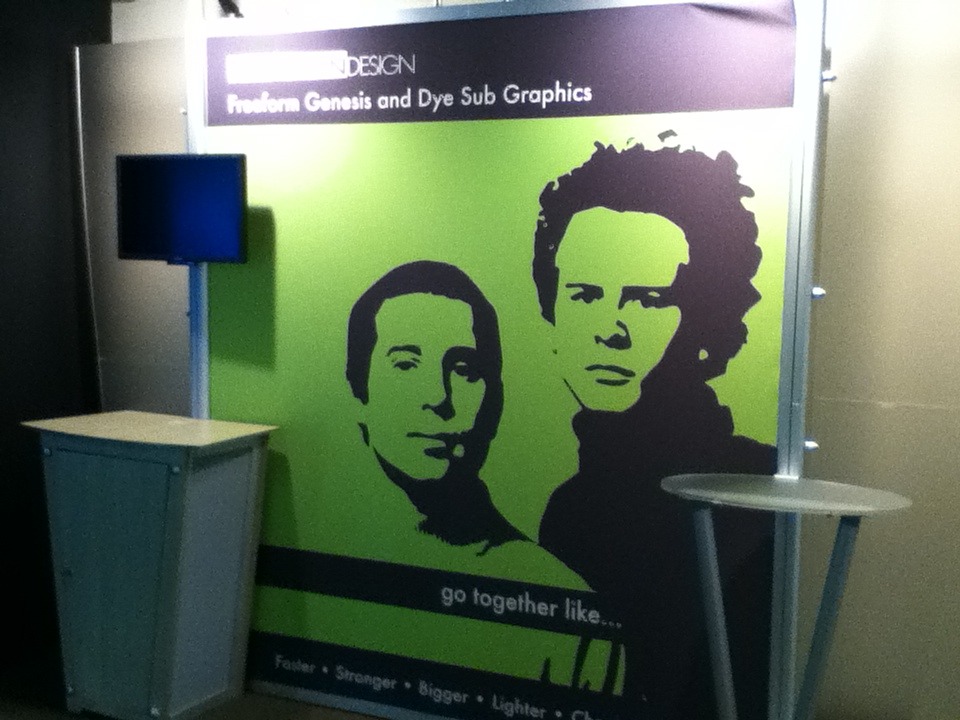 DESIGN
Freeform Genesis and Dye Sub Graphics
go together like...
Faster • Stronger • Bigger • Lighter •